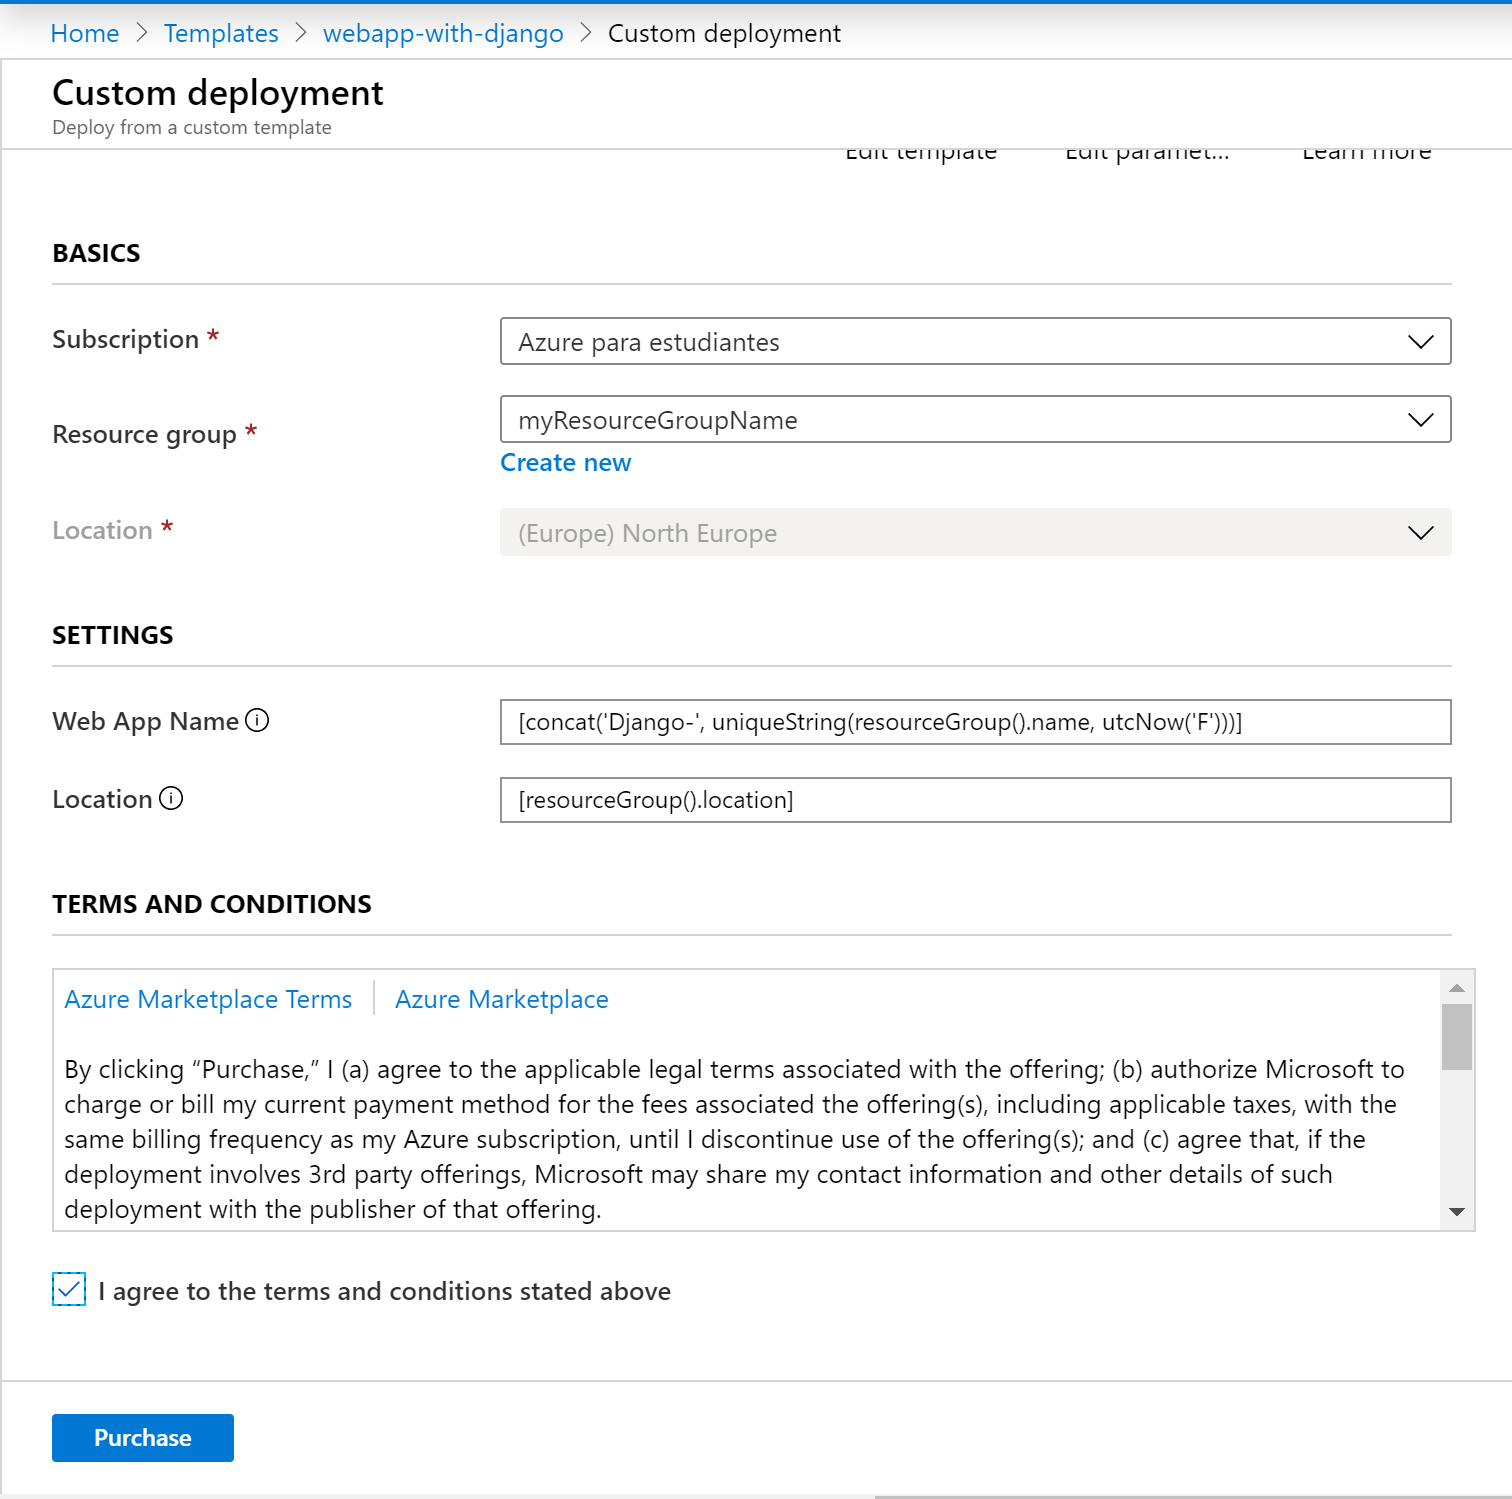 Home > Templates > webapp-with-django > Custom deployment
Custom deployment
Deploy from a custom template
Edit template Edit paramet... Learn more
BASICS
Subscription *
Azure para estudiantes
Resource group *
myResourceGroupName
Create new
Location *
(Europe) North Europe
SETTINGS
Web App Name
[concat('Django-', uniqueString(resourceGroup().name, utcNow('F')))]
Location
[resourceGroup().location]
TERMS AND CONDITIONS
Azure Marketplace Terms | Azure Marketplace
By clicking “Purchase,” I (a) agree to the applicable legal terms associated with the offering; (b) authorize Microsoft to
charge or bill my current payment method for the fees associated the offering(s), including applicable taxes, with the
same billing frequency as my Azure subscription, until I discontinue use of the offering(s); and (c) agree that, if the
deployment involves 3rd party offerings, Microsoft may share my contact information and other details of such
deployment with the publisher of that offering.
I agree to the terms and conditions stated above
Purchase